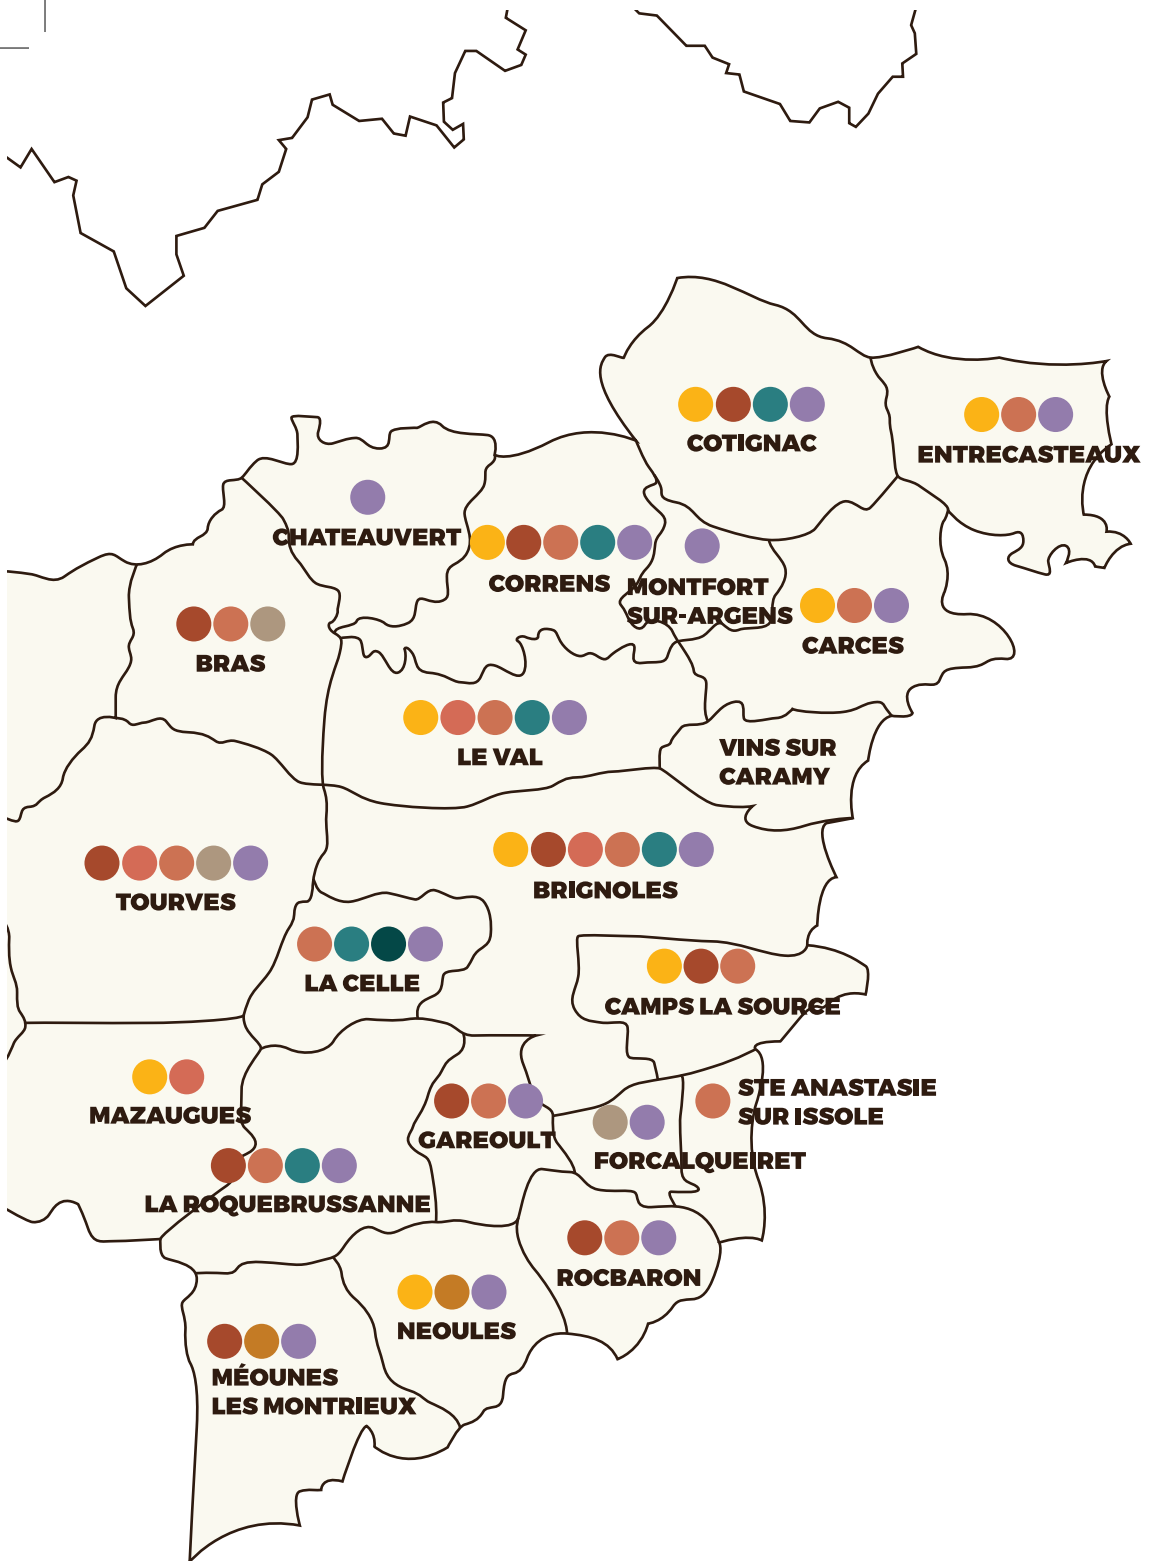 COTIGNAC
ENTRECASTEAUX
CHATEAUVERT
CORRENS
MONTFORT
SUR-ARGENS
CARCES
BRAS
LE VAL
VINS SUR
CARAMY
BRIGNOLES
TOURVES
LA CELLE
CAMPS LA SOURCE
MAZAUGUES
STE ANASTASIE
SUR ISSOLE
GAREOULT
FORCALQUEIRET
LA ROQUEBRUSSANNE
ROCBARON
NEOULES
MÉOUNES
LES MONTRIEUX